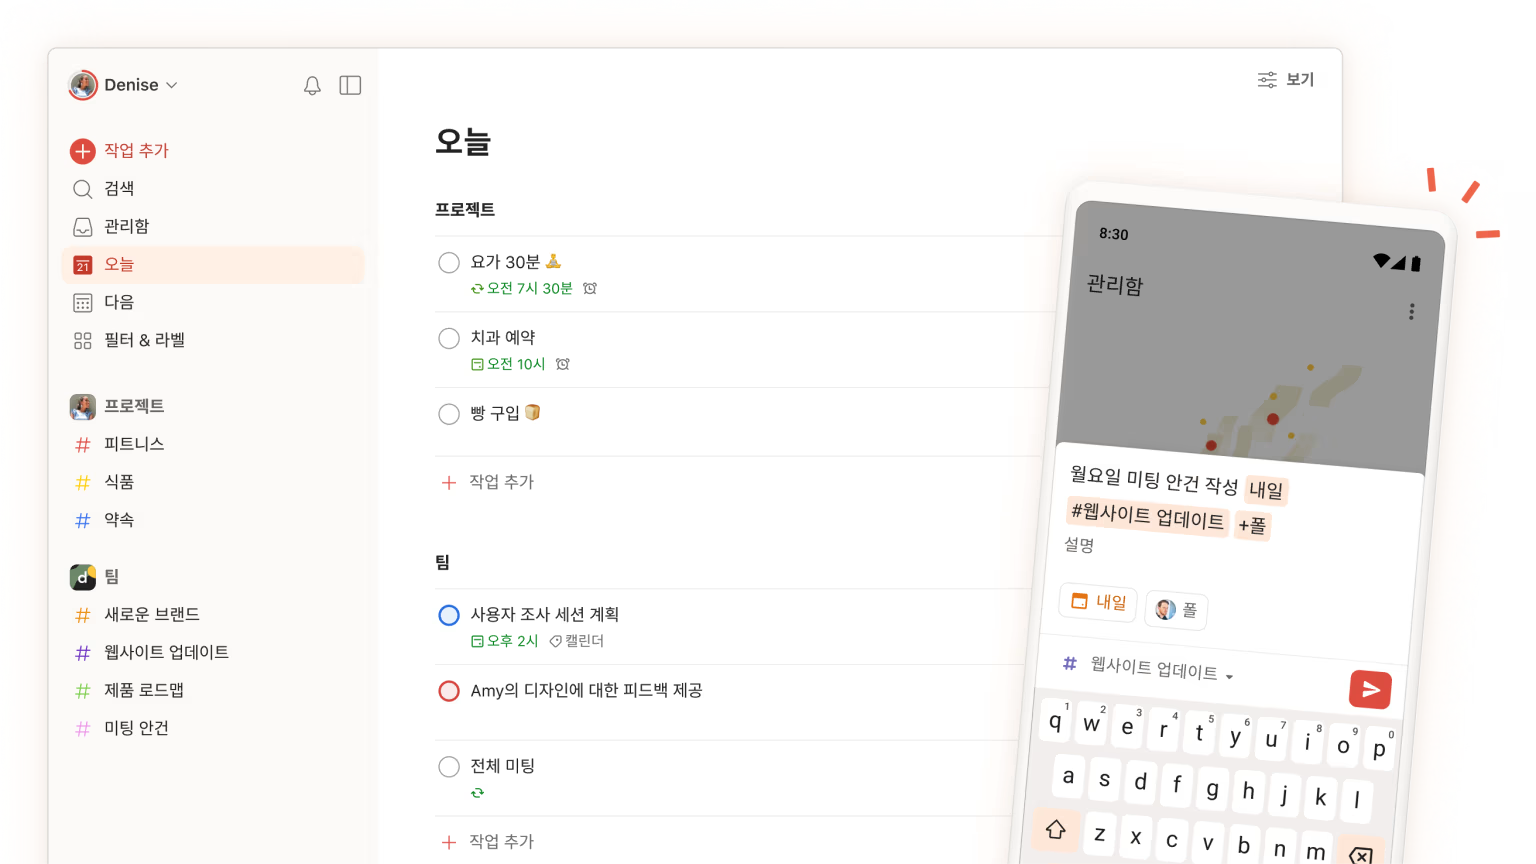 Denise
작업 추가
검색
관리함
21
오늘
다음
필터 & 라벨
프로젝트
# 피트니스
# 식품
# 약속
d 팀
# 새로운 브랜드
# 웹사이트 업데이트
# 제품 로드맵
# 미팅 안건
보기
오늘
프로젝트
요가 30분
오전 7시 30분
치과 예약
오전 10시
빵 구입
+ 작업 추가
팀
사용자 조사 세션 계획
오후 2시 캘린더
Amy의 디자인에 대한 피드백 제공
전체 미팅
+ 작업 추가
8:30
관리함
월요일 미팅 안건 작성 내일
#웹사이트 업데이트 +폴
설명
내일 폴
# 웹사이트 업데이트
1 2 3 4 5 6 7 8 9 0
q w e r t y u i o p
a s d f g h j k l
z x c v b n m